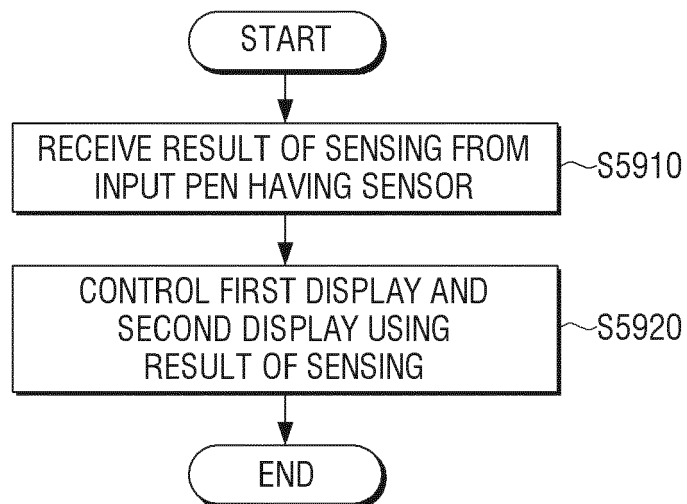 START
RECEIVE RESULT OF SENSING FROM
INPUT PEN HAVING SENSOR
S5910
CONTROL FIRST DISPLAY AND
SECOND DISPLAY USING
RESULT OF SENSING
S5920
END